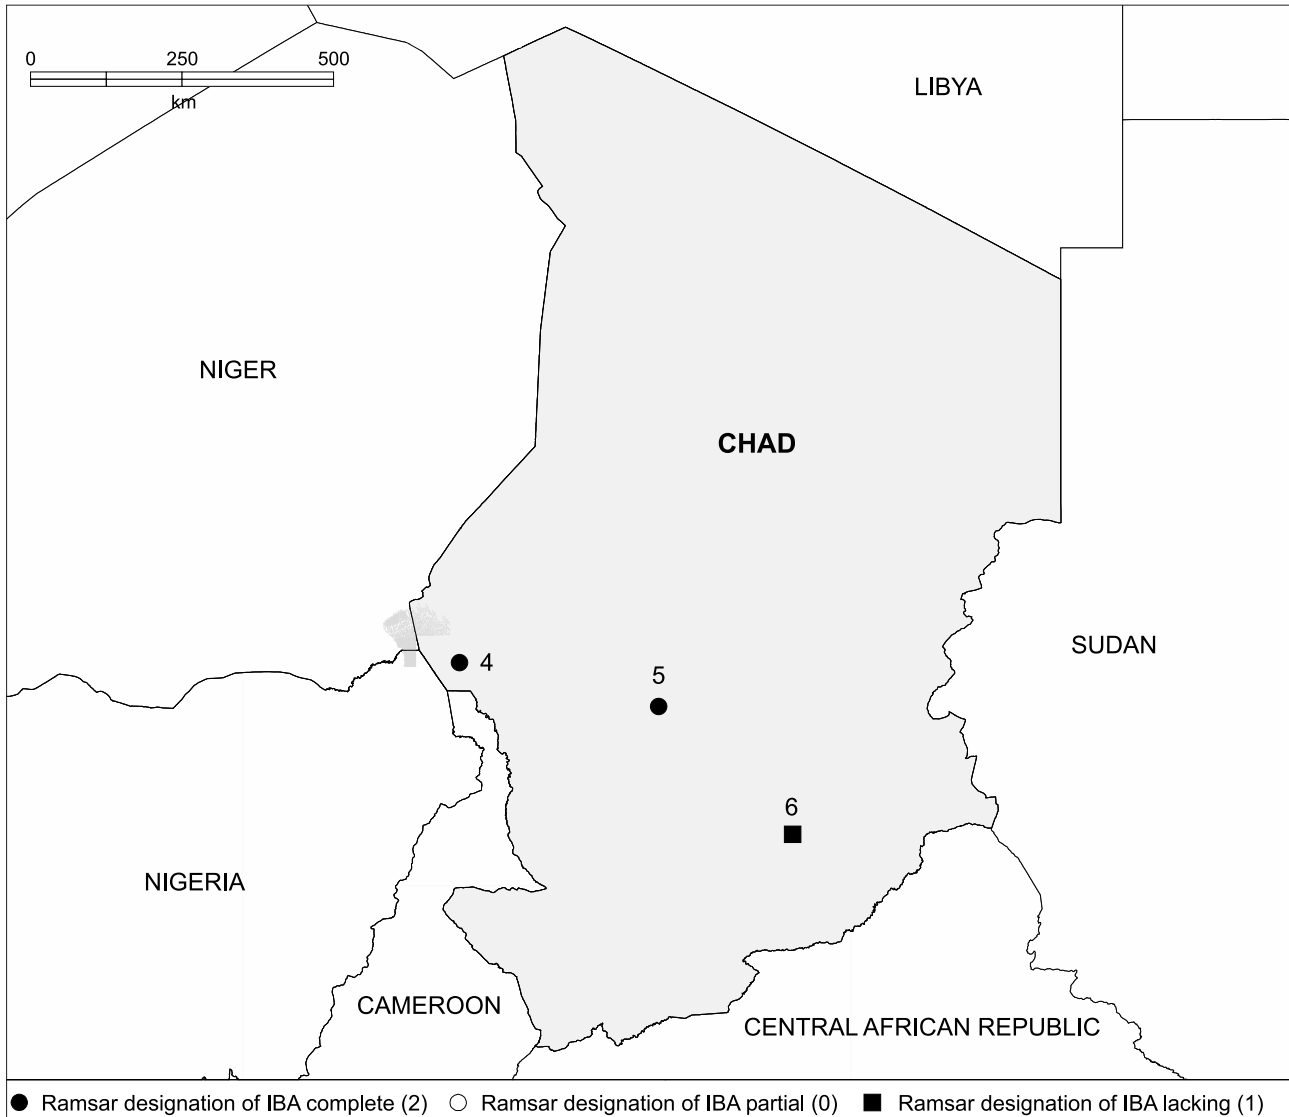 0 250 500
km
LIBYA
NIGER
CHAD
SUDAN
4
5
6
NIGERIA
CAMEROON
CENTRAL AFRICAN REPUBLIC
Ramsar designation of IBA complete (2) Ramsar designation of IBA partial (0) Ramsar designation of IBA lacking (1)